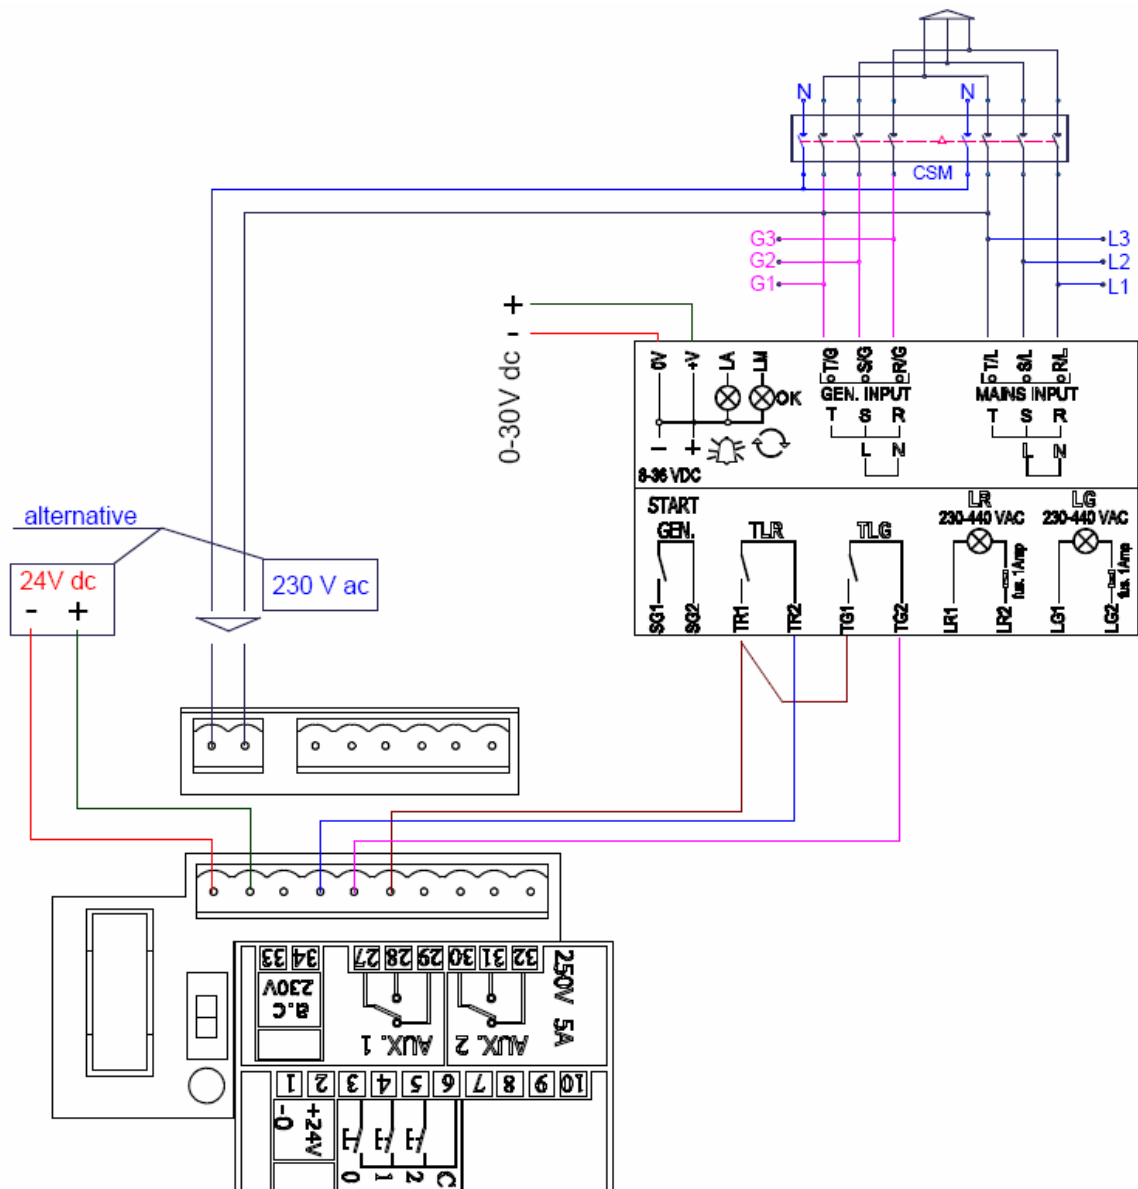 N
N
CSM
G3
G2
G1
L3
L2
L1
+
-
0-30V dc
0V
+V
LA
LM
T/G
S/G
R/G
T/L
S/L
R/L
OK
GEN. INPUT
MAINS INPUT
T S R
T S R
L N
L N
- +
8-36 VDC
START
GEN.
TLR
TLG
LR
230-440 VAC
LG
230-440 VAC
fus. 1Amp
fus. 1Amp
SG1
SG2
TR1
TR2
TG1
TG2
LR1
LR2
LG1
LG2
alternative
24V dc
- +
230 V ac
33 34 27 28 29 30 31 32
230V
a.c
AUX. 1
AUX. 2
250V 5A
1 2 3 4 5 6 7 8 9 10
-0
+24V
0 1 2 C